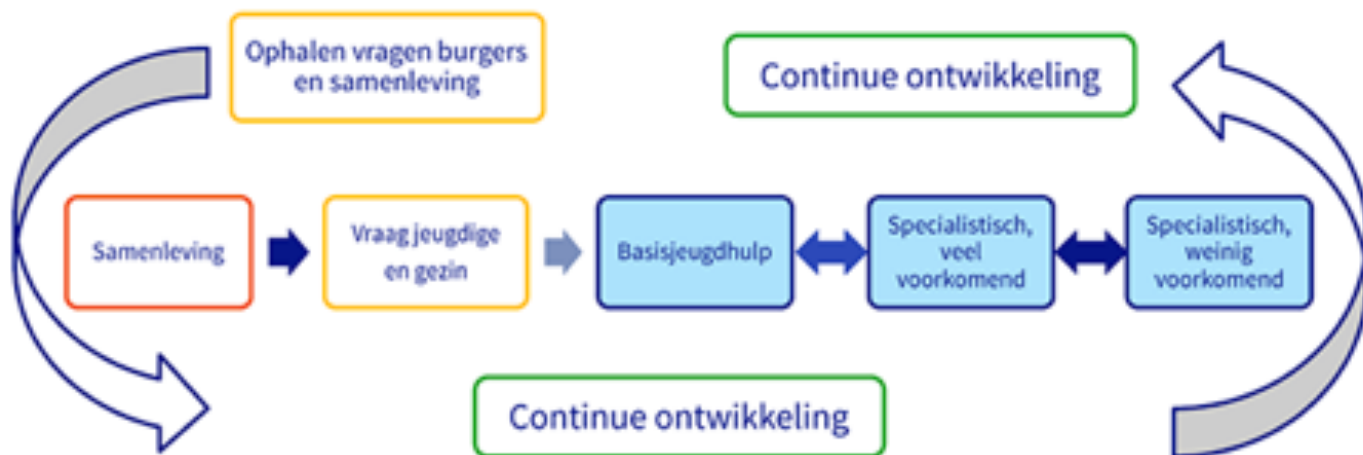 Ophalen vragen burgers
en samenleving
Continue ontwikkeling
Samenleving
Vraag jeugdige
en gezin
Basisjeugdhulp
Specialistisch,
veel
voorkomend
Specialistisch,
weinig
voorkomend
Continue ontwikkeling